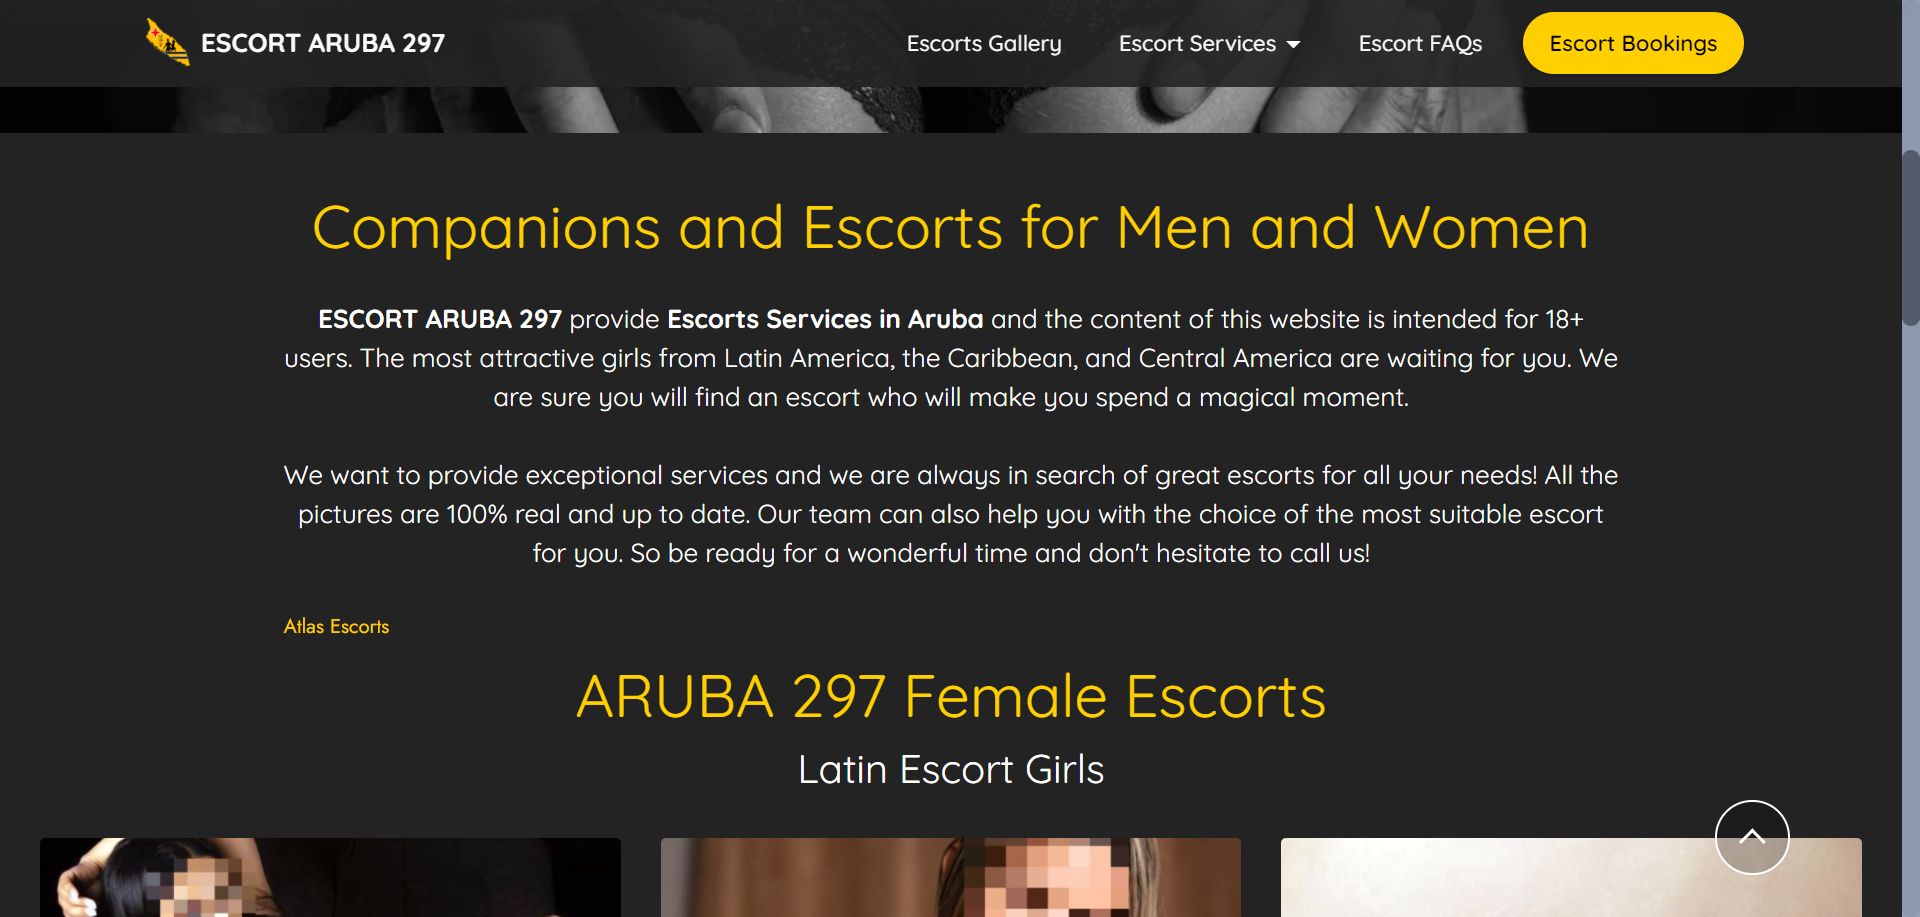 ESCORT ARUBA 297
Escorts Gallery
Escort Services
Escort FAQs
Escort Bookings
Companions and Escorts for Men and Women
ESCORT ARUBA 297 provide Escorts Services in Aruba and the content of this website is intended for 18+
users. The most attractive girls from Latin America, the Caribbean, and Central America are waiting for you. We
are sure you will find an escort who will make you spend a magical moment.
We want to provide exceptional services and we are always in search of great escorts for all your needs! All the
pictures are 100% real and up to date. Our team can also help you with the choice of the most suitable escort
for you. So be ready for a wonderful time and don't hesitate to call us!
Atlas Escorts
ARUBA 297 Female Escorts
Latin Escort Girls